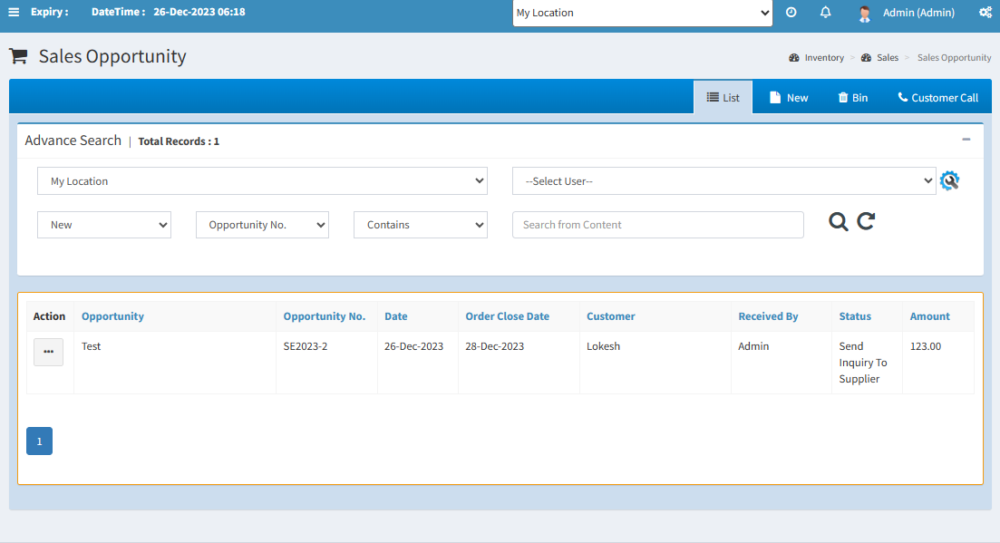 Expiry : DateTime : 26-Dec-2023 06:18 My Location Admin (Admin)
Sales Opportunity Inventory > Sales > Sales Opportunity
List New Bin Customer Call
Advance Search | Total Records : 1
My Location --Select User--
New Opportunity No. Contains Search from Content
Action Opportunity Opportunity No. Date Order Close Date Customer Received By Status Amount
... Test SE2023-2 26-Dec-2023 28-Dec-2023 Lokesh Admin Send 123.00
Inquiry To
Supplier
1